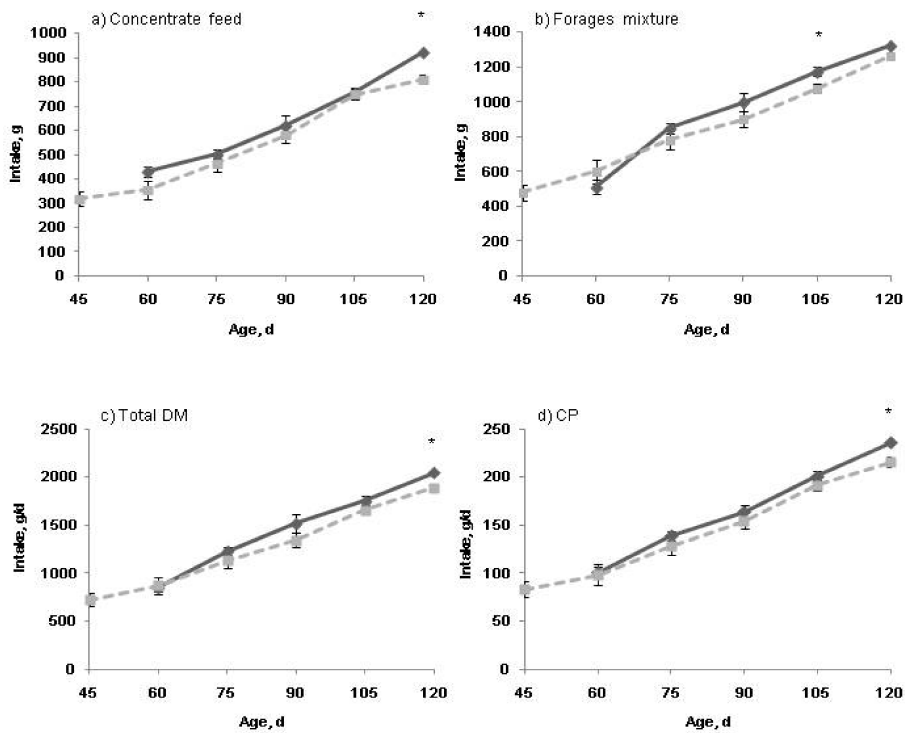 a) Concentrate feed
*
1000
900
800
700
600
500
400
300
200
100
0
Intake, g
45 60 75 90 105 120
Age, d
b) Forages mixture
*
1400
1200
1000
800
600
400
200
0
Intake, g
45 60 75 90 105 120
Age, d
c) Total DM
*
2500
2000
1500
1000
500
0
Intake, g/d
45 60 75 90 105 120
Age, d
d) CP
*
250
200
150
100
50
0
Intake, g/d
45 60 75 90 105 120
Age, d